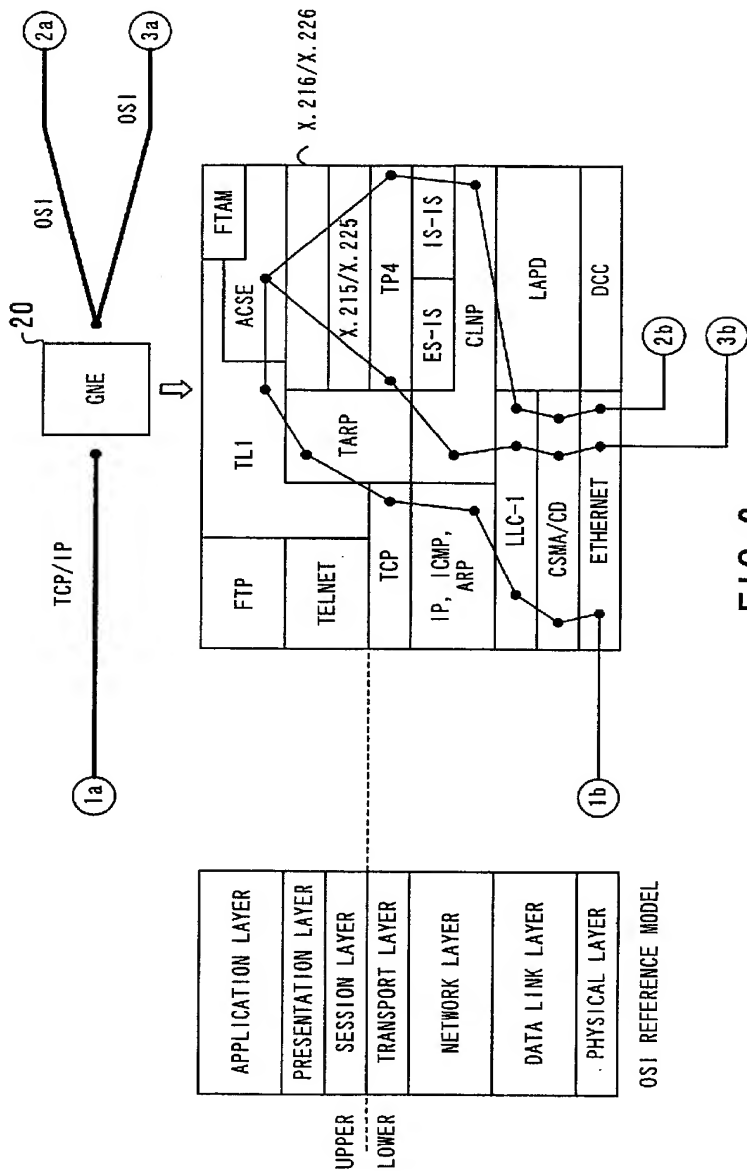 1a
TCP/IP
20
GNE
OSI
OSI
2a
3a
UPPER
LOWER
APPLICATION LAYER
PRESENTATION LAYER
SESSION LAYER
TRANSPORT LAYER
NETWORK LAYER
DATA LINK LAYER
PHYSICAL LAYER
OSI REFERENCE MODEL
FTP
TELNET
TCP
IP, ICMP,
ARP
LLC-1
CSMA/CD
ETHERNET
TL1
TARP
ACSE
FTAM
X.216/X.226
X.215/X.225
TP4
ES-IS
IS-IS
CLNP
LAPD
DCC
1b
2b
3b